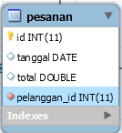 pesanan
id INT(11)
tanggal DATE
total DOUBLE
pelanggan_id INT(11)
Indexes